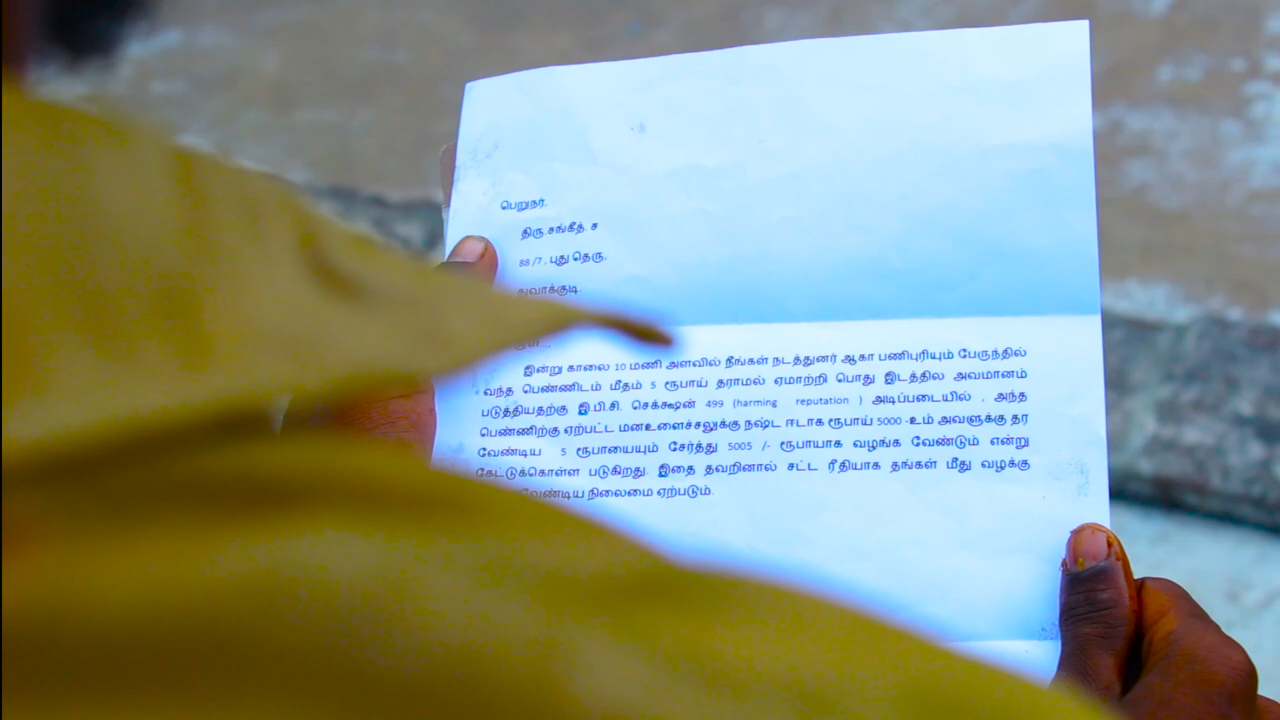 பெறுநர்,
திரு.சங்கீத். ச
88 /7 , புது தெரு,
துவாக்குடி.
இன்று காலை 10 மணி அளவில் நீங்கள் நடத்துனர் ஆகா பணிபுரியும் பேருந்தில்
வந்த பெண்ணிடம் மீதம் 5 ரூபாய் தராமல் ஏமாற்றி பொது இடத்தில அவமானம்
படுத்தியதற்கு இ.பி.சி. செக்க்ஷன் 499 (harming reputation ) அடிப்படையில் , அந்த
பெண்ணிற்கு ஏற்பட்ட மனஉளைச்சலுக்கு நஷ்ட ஈடாக ரூபாய் 5000 -உம் அவளுக்கு தர
வேண்டிய 5 ரூபாயையும் சேர்த்து 5005 /- ரூபாயாக வழங்க வேண்டும் என்று
கேட்டுக்கொள்ள படுகிறது. இதை தவறினால் சட்ட ரீதியாக தங்கள் மீது வழக்கு
வேண்டிய நிலைமை ஏற்படும்.